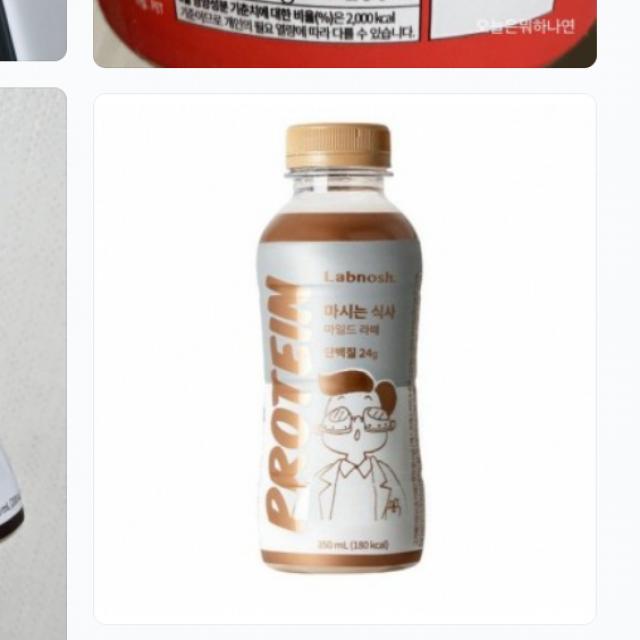 영양성분 기준치에 대한 비율(%)은 2,000 kcal
기준이므로 개인의 필요 열량에 따라 다를 수 있습니다.
오늘은뭐하나연
Labnosh.
마시는 식사
마일드 라떼
단백질 24g
PROTEIN
350 mL (180 kcal)